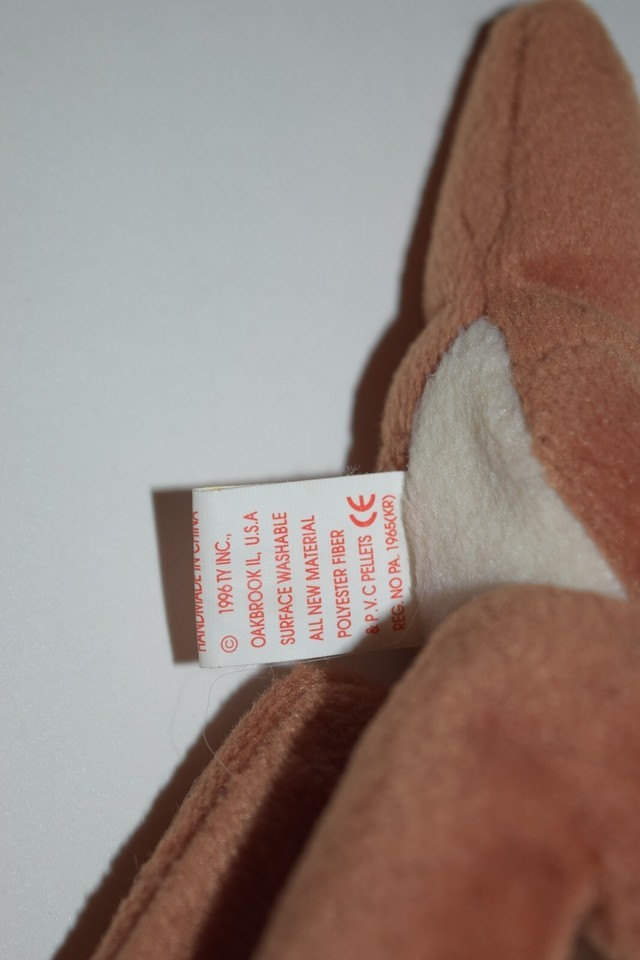 HANDMADE IN CHINA
© 1996 TY INC.,
OAKBROOK IL, U.S.A
SURFACE WASHABLE
ALL NEW MATERIAL
POLYESTER FIBER
& P.V. C PELLETS CE
REG. NO PA. 1965(KR)